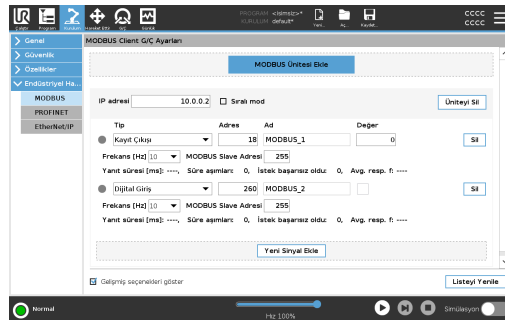 PROGRAM <isimsiz>*
KURULUM default*
Çalıştır
Program
Kurulum
Hareket Ettir
G/Ç
Günlük
Yeni...
Aç...
Kaydet...
CCCC
CCCC
Genel
Güvenlik
Özellikler
Endüstriyel Ha...
MODBUS
PROFINET
EtherNet/IP
MODBUS Client G/Ç Ayarları
MODBUS Ünitesi Ekle
IP adresi 10.0.0.2 Sıralı mod Üniteyi Sil
Tip Adres Ad Değer
Kayıt Çıkışı 18 MODBUS_1 0 Sil
Frekans [Hz] 10 MODBUS Slave Adresi 255
Yanıt süresi [ms]: ----, Süre aşımları: 0, İstek başarısız oldu: 0, Avg. resp. f: ----
Dijital Giriş 260 MODBUS_2 Sil
Frekans [Hz] 10 MODBUS Slave Adresi 255
Yanıt süresi [ms]: ----, Süre aşımları: 0, İstek başarısız oldu: 0, Avg. resp. f: ----
Yeni Sinyal Ekle
Gelişmiş seçenekleri göster
Listeyi Yenile
Normal
Hız 100%
Simülasyon